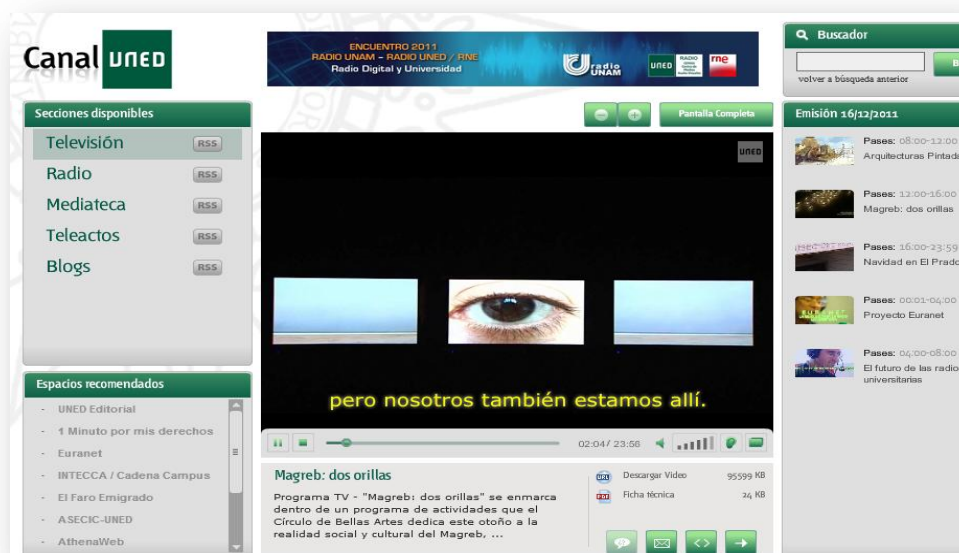 Canal UNED
ENCUENTRO 2011
RADIO UNAM – RADIO UNED / RNE
Radio Digital y Universidad
radio
UNAM
UNED
RADIO
rne
Buscador
volver a búsqueda anterior
B
Secciones disponibles
Televisión RSS
Radio RSS
Mediateca RSS
Teleactos RSS
Blogs RSS
Pantalla Completa
UNED
pero nosotros también estamos allí.
02:04/ 23:56
Emisión 16/12/2011
Pases: 08:00-12:00
Arquitecturas Pintada
Pases: 12:00-16:00
Magreb: dos orillas
Pases: 16:00-23:59
Navidad en El Prado
Pases: 00:01-04:00
Proyecto Euranet
Pases: 04:00-08:00
El futuro de las radio
universitarias
Espacios recomendados
- UNED Editorial
- 1 Minuto por mis derechos
- Euranet
- INTECCA / Cadena Campus
- El Faro Emigrado
- ASECIC-UNED
- AthenaWeb
Magreb: dos orillas
Programa TV - "Magreb: dos orillas" se enmarca
dentro de un programa de actividades que el
Círculo de Bellas Artes dedica este otoño a la
realidad social y cultural del Magreb, ...
URL Descargar Video 95599 KB
PDF Ficha técnica 24 KB